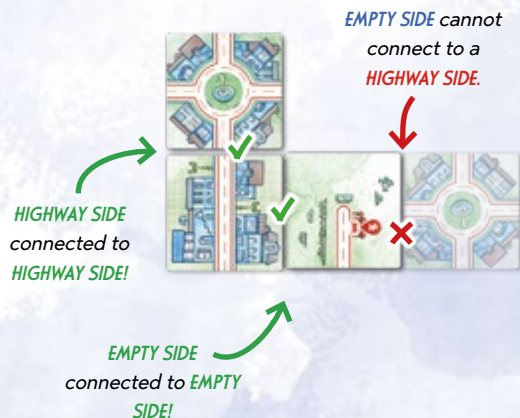 EMPTY SIDE cannot
connect to a
HIGHWAY SIDE.
HIGHWAY SIDE
connected to
HIGHWAY SIDE!
EMPTY SIDE
connected to EMPTY
SIDE!